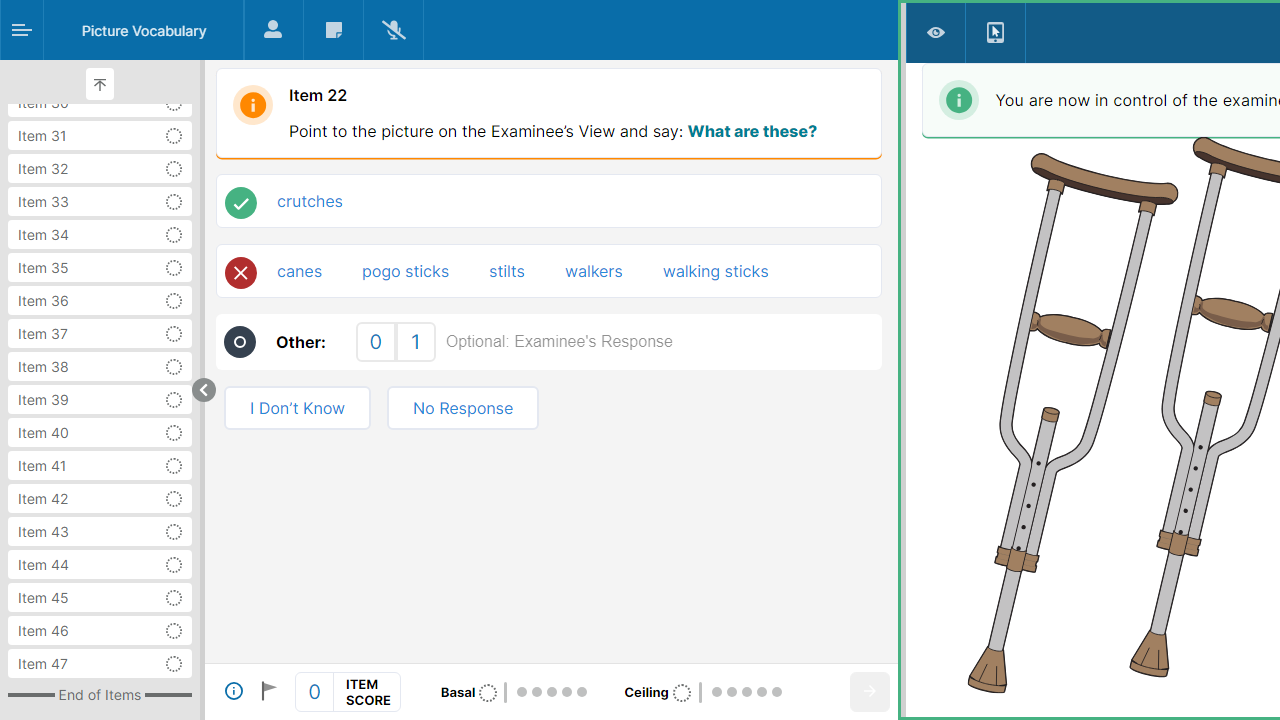 Picture Vocabulary
Item 31
Item 32
Item 33
Item 34
Item 35
Item 36
Item 37
Item 38
Item 39
Item 40
Item 41
Item 42
Item 43
Item 44
Item 45
Item 46
Item 47
End of Items
Item 22
Point to the picture on the Examinee’s View and say: What are these?
crutches
canes pogo sticks stilts walkers walking sticks
Other: 0 1 Optional: Examinee's Response
I Don’t Know No Response
0 ITEM SCORE Basal Ceiling
You are now in control of the